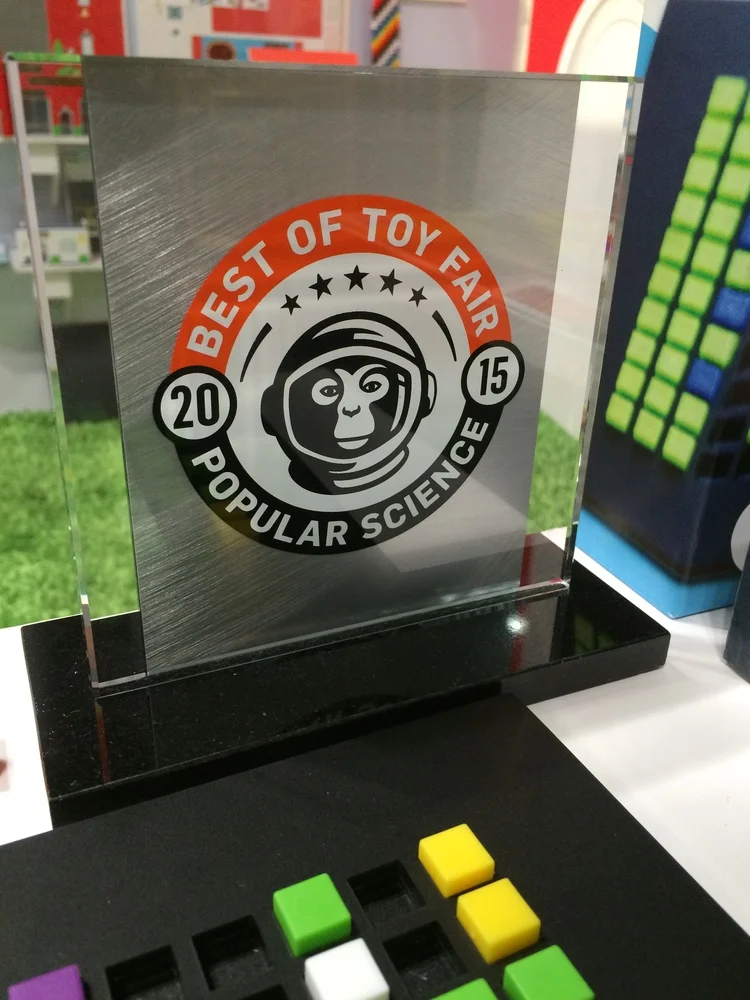 BEST OF TOY FAIR
20
15
POPULAR SCIENCE